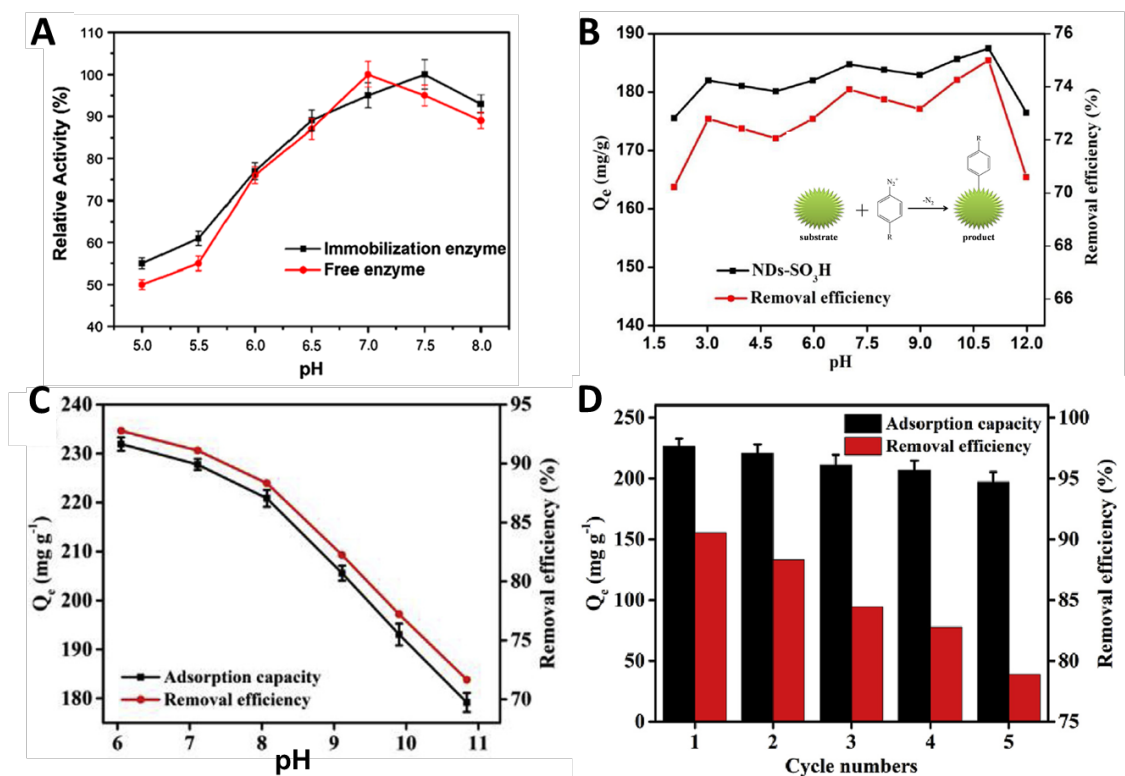 A
110
100
90
80
70
60
50
40
Relative Activity (%)
Immobilization enzyme
Free enzyme
5.0 5.5 6.0 6.5 7.0 7.5 8.0
pH
B
190
180
170
160
150
140
Qe (mg/g)
76
74
72
70
68
66
Removal efficiency (%)
R
N2+
+
-N2
R
substrate
product
NDs-SO3H
Removal efficiency
1.5 3.0 4.5 6.0 7.5 9.0 10.5 12.0
pH
C
240
230
220
210
200
190
180
Qe (mg g-1)
95
90
85
80
75
70
Removal efficiency (%)
Adsorption capacity
Removal efficiency
6 7 8 9 10 11
pH
D
250
200
150
100
50
0
Qe (mg g-1)
100
95
90
85
80
75
Removal efficiency (%)
Adsorption capacity
Removal efficiency
1 2 3 4 5
Cycle numbers